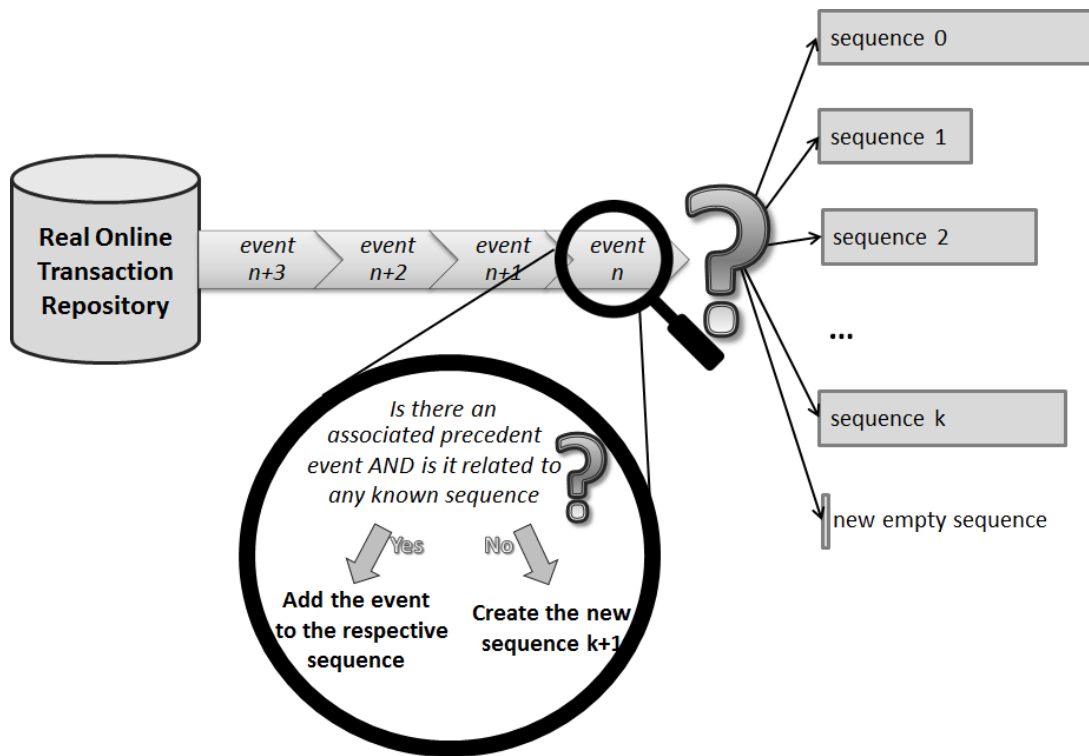 Real Online
Transaction
Repository
event
n+3
event
n+2
event
n+1
event
n
?
sequence 0
sequence 1
sequence 2
...
sequence k
new empty sequence
Is there an
associated precedent
event AND is it related to
any known sequence
?
Yes
No
Add the event
to the respective
sequence
Create the new
sequence k+1